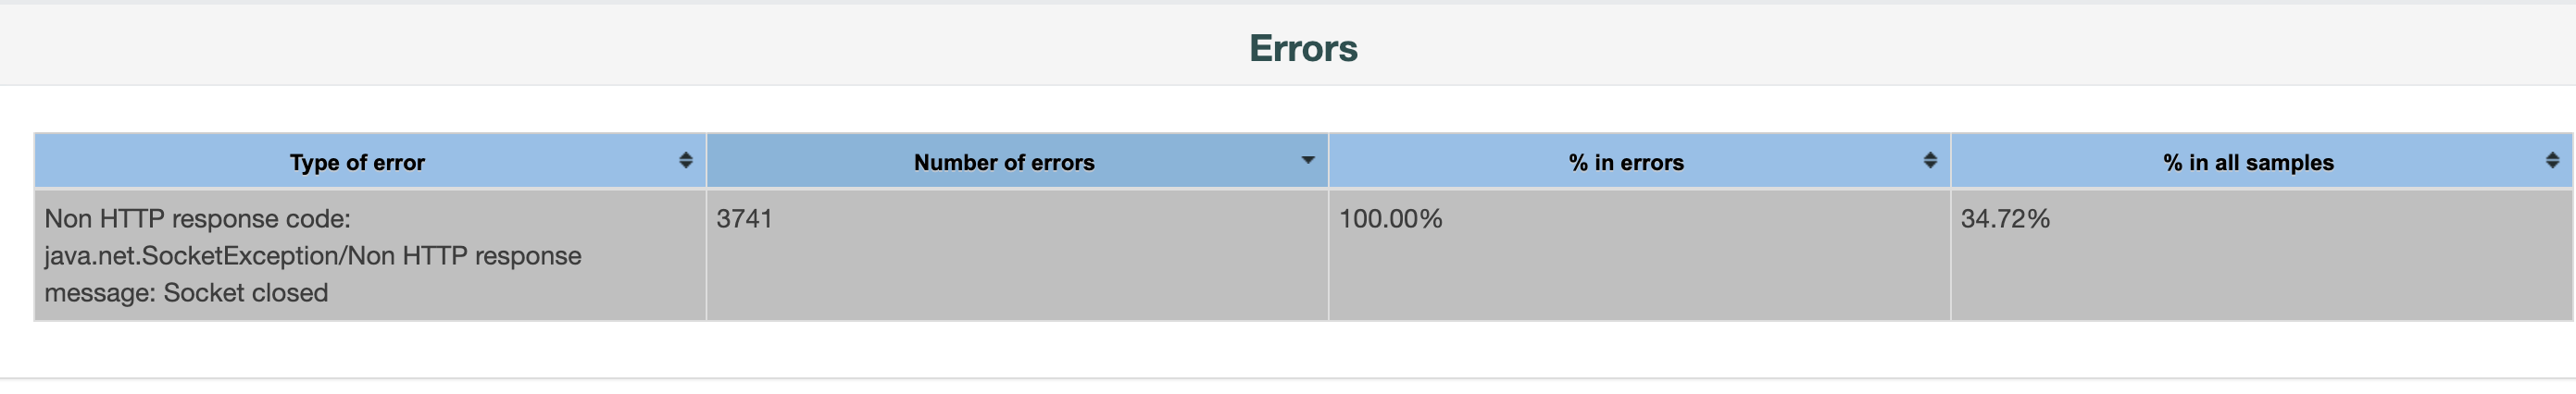 Errors
Type of error
Number of errors
% in errors
% in all samples
Non HTTP response code:
java.net.SocketException/Non HTTP response
message: Socket closed
3741
100.00%
34.72%